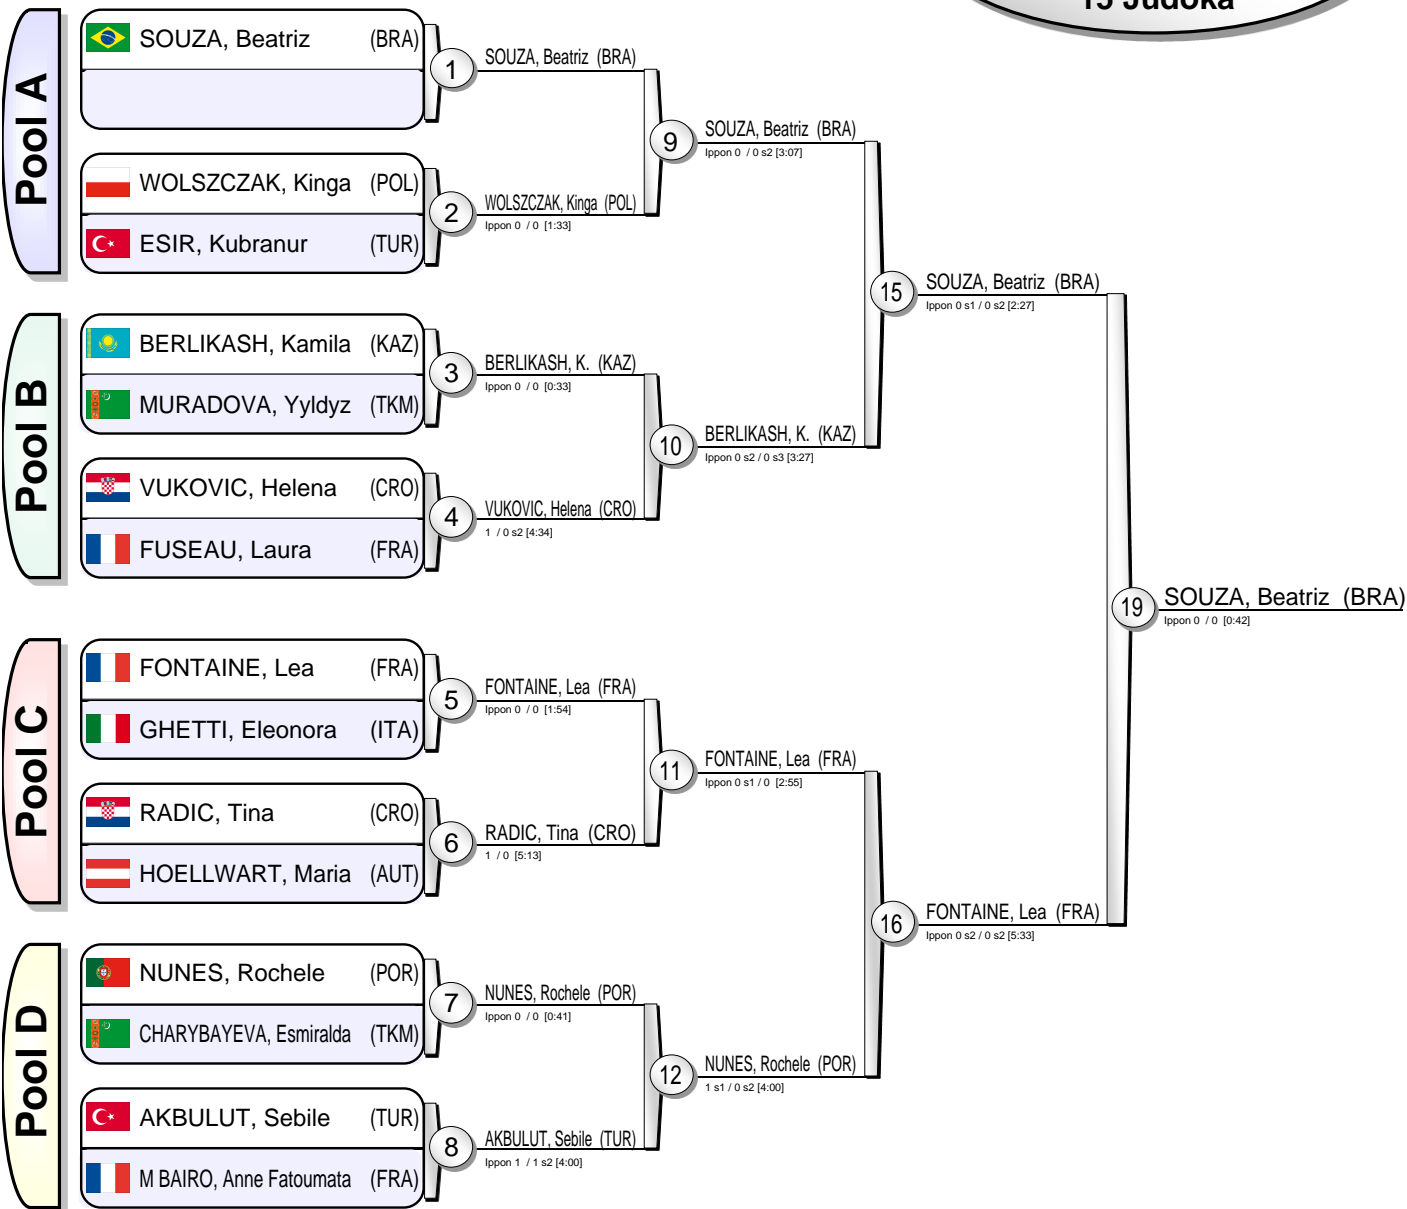 15 Judoka
Pool A
SOUZA, Beatriz (BRA)
WOLSZCZAK, Kinga (POL)
ESIR, Kubranur (TUR)
1
SOUZA, Beatriz (BRA)
2
WOLSZCZAK, Kinga (POL)
Ippon 0 / 0 [1:33]
9
SOUZA, Beatriz (BRA)
Ippon 0 / 0 s2 [3:07]
Pool B
BERLIKASH, Kamila (KAZ)
MURADOVA, Yyldyz (TKM)
VUKOVIC, Helena (CRO)
FUSEAU, Laura (FRA)
3
BERLIKASH, K. (KAZ)
Ippon 0 / 0 [0:33]
4
VUKOVIC, Helena (CRO)
1 / 0 s2 [4:34]
10
BERLIKASH, K. (KAZ)
Ippon 0 s2 / 0 s3 [3:27]
15
SOUZA, Beatriz (BRA)
Ippon 0 s1 / 0 s2 [2:27]
Pool C
FONTAINE, Lea (FRA)
GHETTI, Eleonora (ITA)
RADIC, Tina (CRO)
HOELLWART, Maria (AUT)
5
FONTAINE, Lea (FRA)
Ippon 0 / 0 [1:54]
6
RADIC, Tina (CRO)
1 / 0 [5:13]
11
FONTAINE, Lea (FRA)
Ippon 0 s1 / 0 [2:55]
Pool D
NUNES, Rochele (POR)
CHARYBAYEVA, Esmiralda (TKM)
AKBULUT, Sebile (TUR)
M BAIRO, Anne Fatoumata (FRA)
7
NUNES, Rochele (POR)
Ippon 0 / 0 [0:41]
8
AKBULUT, Sebile (TUR)
Ippon 1 / 1 s2 [4:00]
12
NUNES, Rochele (POR)
1 s1 / 0 s2 [4:00]
16
FONTAINE, Lea (FRA)
Ippon 0 s2 / 0 s2 [5:33]
19
SOUZA, Beatriz (BRA)
Ippon 0 / 0 [0:42]